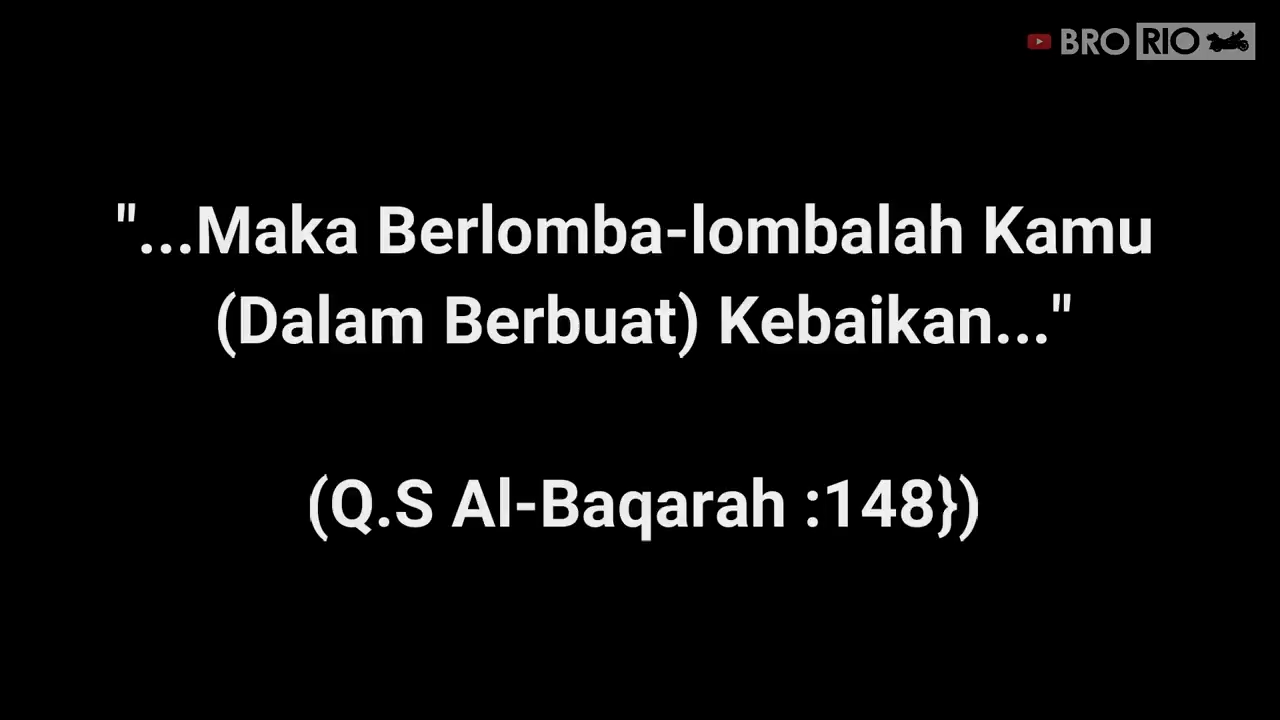 BRO RIO
"...Maka Berlomba-lombalah Kamu
(Dalam Berbuat) Kebaikan..."
(Q.S Al-Baqarah :148})